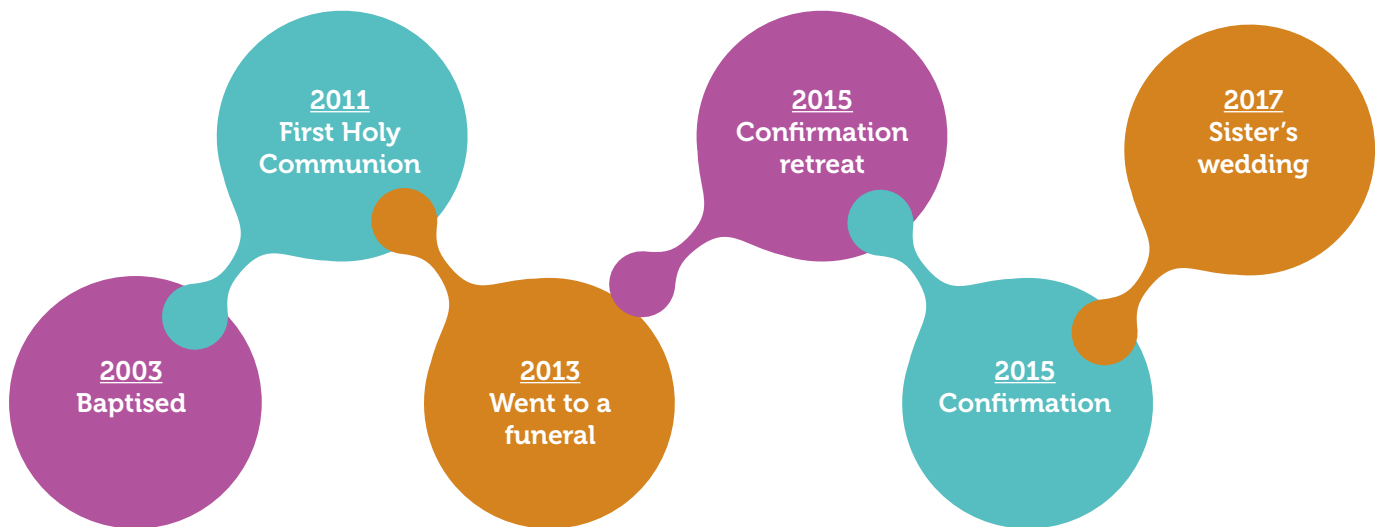 2003
Baptised
2011
First Holy
Communion
2013
Went to a
funeral
2015
Confirmation
retreat
2015
Confirmation
2017
Sister’s
wedding